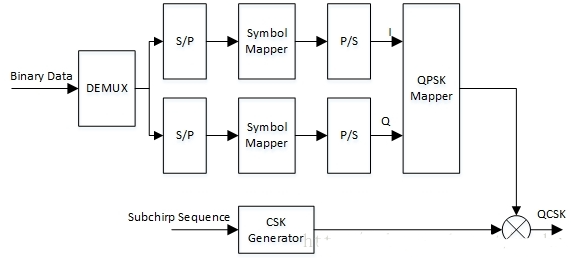 S/P
Symbol
Mapper
P/S
I
Binary Data
DEMUX
QPSK
Mapper
S/P
Symbol
Mapper
P/S
Q
Subchirp Sequence
CSK
Generator
QCSK